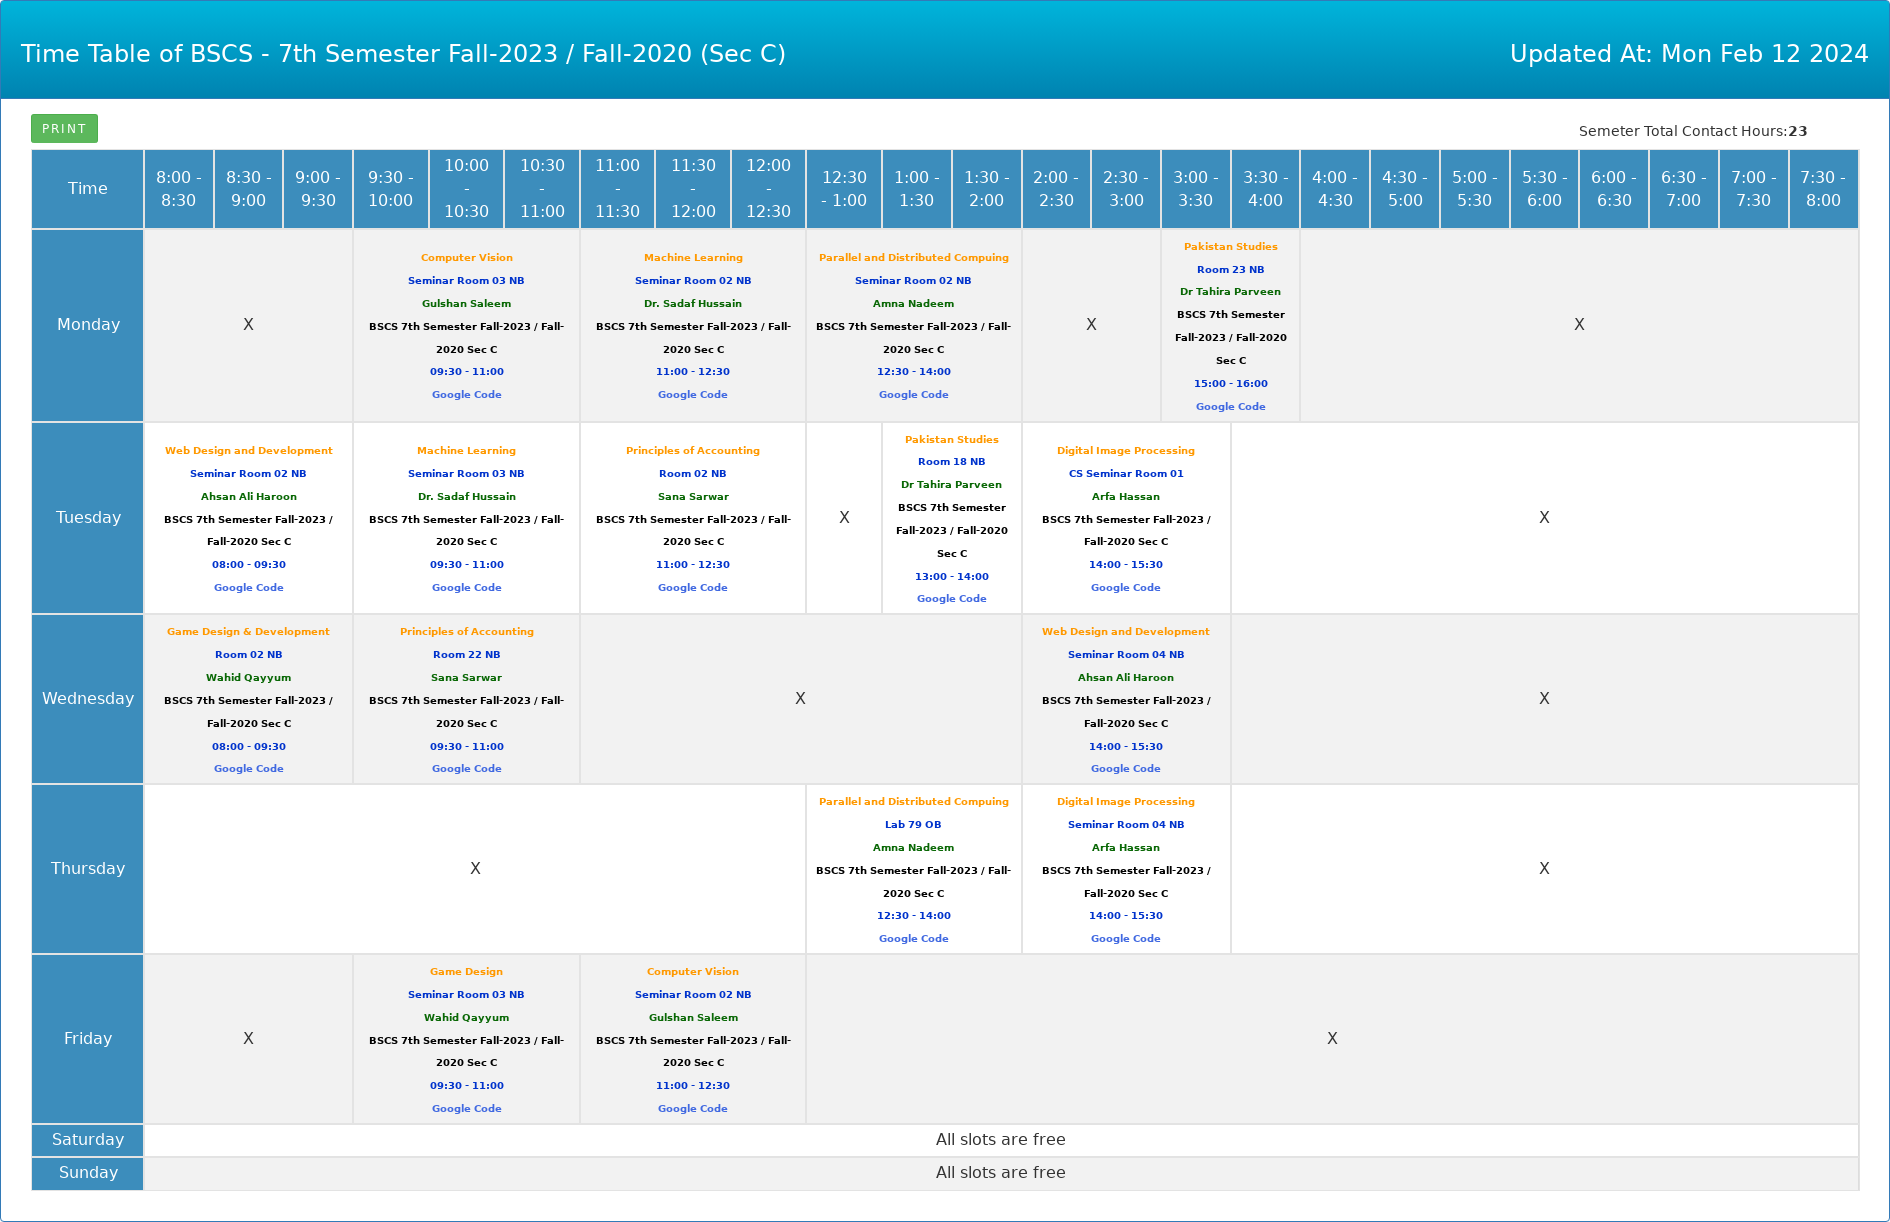 Time Table of BSCS - 7th Semester Fall-2023 / Fall-2020 (Sec C)
Updated At: Mon Feb 12 2024
PRINT
Semeter Total Contact Hours:23
Time
8:00 -
8:30
8:30 -
9:00
9:00 -
9:30
9:30 -
10:00
10:00
-
10:30
10:30
-
11:00
11:00
-
11:30
11:30
-
12:00
12:00
-
12:30
12:30
- 1:00
1:00 -
1:30
1:30 -
2:00
2:00 -
2:30
2:30 -
3:00
3:00 -
3:30
3:30 -
4:00
4:00 -
4:30
4:30 -
5:00
5:00 -
5:30
5:30 -
6:00
6:00 -
6:30
6:30 -
7:00
7:00 -
7:30
7:30 -
8:00
Monday
X
Computer Vision
Seminar Room 03 NB
Gulshan Saleem
BSCS 7th Semester Fall-2023 / Fall-
2020 Sec C
09:30 - 11:00
Google Code
Machine Learning
Seminar Room 02 NB
Dr. Sadaf Hussain
BSCS 7th Semester Fall-2023 / Fall-
2020 Sec C
11:00 - 12:30
Google Code
Parallel and Distributed Compuing
Seminar Room 02 NB
Amna Nadeem
BSCS 7th Semester Fall-2023 / Fall-
2020 Sec C
12:30 - 14:00
Google Code
X
Pakistan Studies
Room 23 NB
Dr Tahira Parveen
BSCS 7th Semester
Fall-2023 / Fall-2020
Sec C
15:00 - 16:00
Google Code
X
Tuesday
Web Design and Development
Seminar Room 02 NB
Ahsan Ali Haroon
BSCS 7th Semester Fall-2023 /
Fall-2020 Sec C
08:00 - 09:30
Google Code
Machine Learning
Seminar Room 03 NB
Dr. Sadaf Hussain
BSCS 7th Semester Fall-2023 / Fall-
2020 Sec C
09:30 - 11:00
Google Code
Principles of Accounting
Room 02 NB
Sana Sarwar
BSCS 7th Semester Fall-2023 / Fall-
2020 Sec C
11:00 - 12:30
Google Code
X
Pakistan Studies
Room 18 NB
Dr Tahira Parveen
BSCS 7th Semester
Fall-2023 / Fall-2020
Sec C
13:00 - 14:00
Google Code
Digital Image Processing
CS Seminar Room 01
Arfa Hassan
BSCS 7th Semester Fall-2023 /
Fall-2020 Sec C
14:00 - 15:30
Google Code
X
Wednesday
Game Design & Development
Room 02 NB
Wahid Qayyum
BSCS 7th Semester Fall-2023 /
Fall-2020 Sec C
08:00 - 09:30
Google Code
Principles of Accounting
Room 22 NB
Sana Sarwar
BSCS 7th Semester Fall-2023 / Fall-
2020 Sec C
09:30 - 11:00
Google Code
X
Web Design and Development
Seminar Room 04 NB
Ahsan Ali Haroon
BSCS 7th Semester Fall-2023 /
Fall-2020 Sec C
14:00 - 15:30
Google Code
X
Thursday
X
Parallel and Distributed Compuing
Lab 79 OB
Amna Nadeem
BSCS 7th Semester Fall-2023 / Fall-
2020 Sec C
12:30 - 14:00
Google Code
Digital Image Processing
Seminar Room 04 NB
Arfa Hassan
BSCS 7th Semester Fall-2023 /
Fall-2020 Sec C
14:00 - 15:30
Google Code
X
Friday
X
Game Design
Seminar Room 03 NB
Wahid Qayyum
BSCS 7th Semester Fall-2023 / Fall-
2020 Sec C
09:30 - 11:00
Google Code
Computer Vision
Seminar Room 02 NB
Gulshan Saleem
BSCS 7th Semester Fall-2023 / Fall-
2020 Sec C
11:00 - 12:30
Google Code
X
Saturday
All slots are free
Sunday
All slots are free